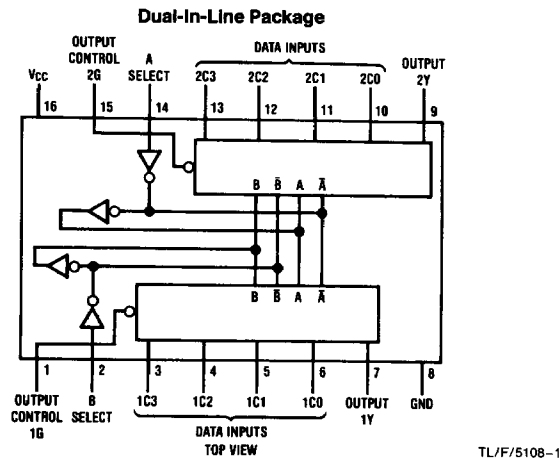 Dual-In-Line Package
OUTPUT CONTROL 2G
A SELECT
DATA INPUTS
OUTPUT 2Y
VCC
2C3 2C2 2C1 2C0
16 15 14 13 12 11 10 9
B B̅ A A̅
B B̅ A A̅
1 2 3 4 5 6 7 8
OUTPUT CONTROL 1G
B SELECT
1C3 1C2 1C1 1C0
OUTPUT 1Y
GND
DATA INPUTS
TOP VIEW
TL/F/5108-1